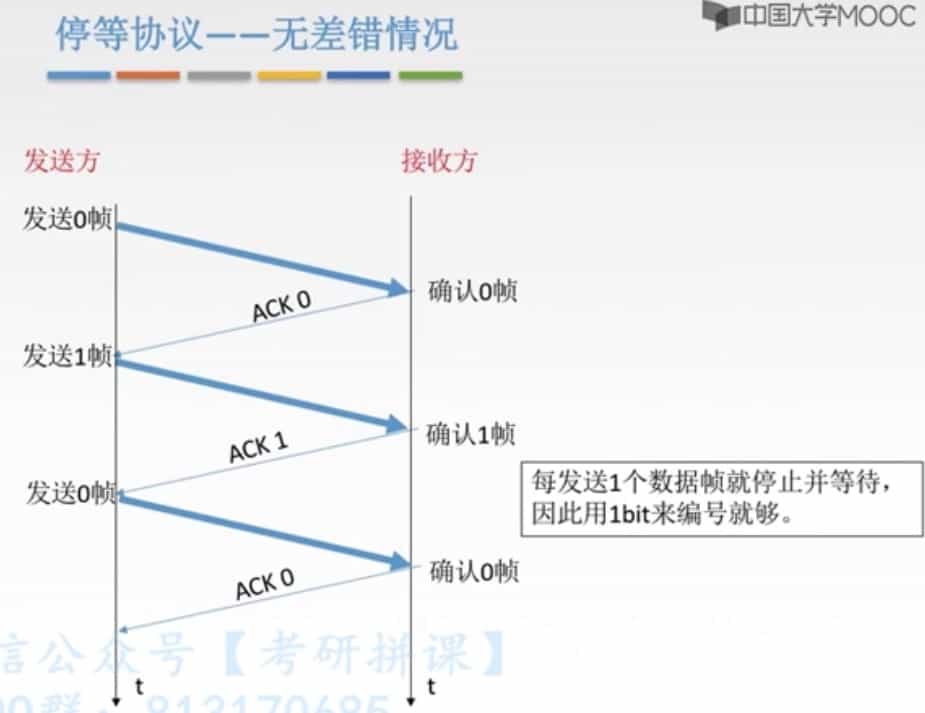 中国大学MOOC
停等协议——无差错情况
发送方
接收方
发送0帧
确认0帧
ACK 0
发送1帧
确认1帧
ACK 1
每发送1个数据帧就停止并等待，
因此用1bit来编号就够。
发送0帧
确认0帧
ACK 0
信公众号【考研拼课】
t
t
QQ群：813170685